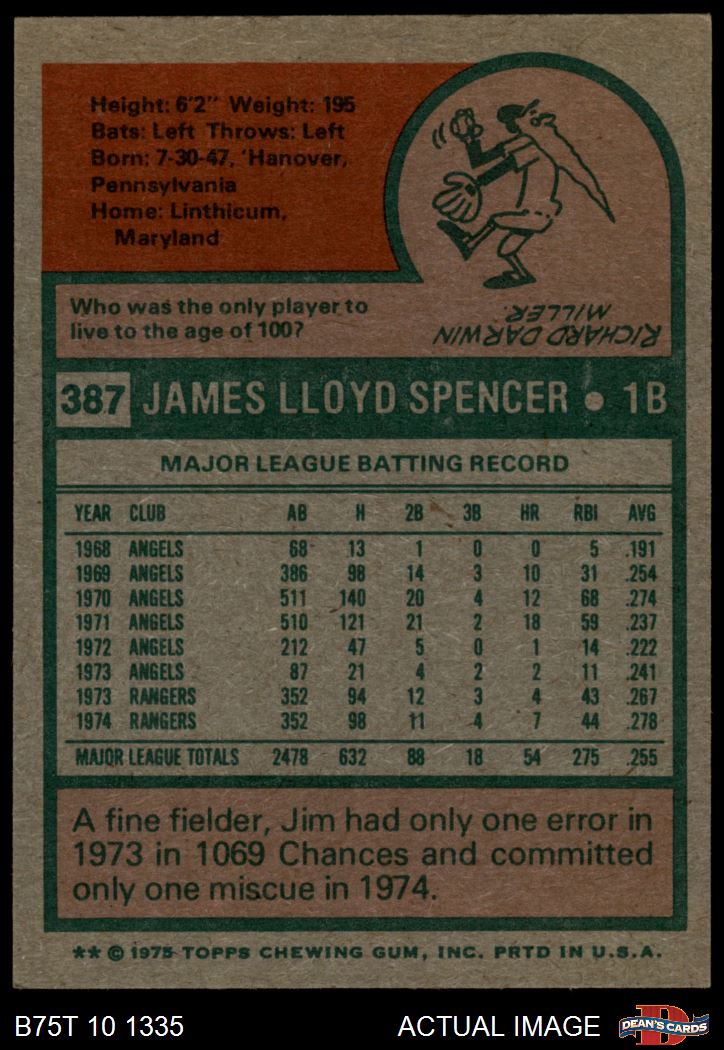 Height: 6'2" Weight: 195
Bats: Left Throws: Left
Born: 7-30-47, 'Hanover,
Pennsylvania
Home: Linthicum,
Maryland
Who was the only player to
live to the age of 100?
RICHARD DARWIN
MILLER.
387 JAMES LLOYD SPENCER • 1B
MAJOR LEAGUE BATTING RECORD
YEAR CLUB AB H 2B 3B HR RBI AVG
1968 ANGELS 68 13 1 0 0 5 .191
1969 ANGELS 386 98 14 3 10 31 .254
1970 ANGELS 511 140 20 4 12 68 .274
1971 ANGELS 510 121 21 2 18 59 .237
1972 ANGELS 212 47 5 0 1 14 .222
1973 ANGELS 87 21 4 2 2 11 .241
1973 RANGERS 352 94 12 3 4 43 .267
1974 RANGERS 352 98 11 4 7 44 .278
MAJOR LEAGUE TOTALS 2478 632 88 18 54 275 .255
A fine fielder, Jim had only one error in
1973 in 1069 Chances and committed
only one miscue in 1974.
** © 1975 TOPPS CHEWING GUM, INC. PRTD IN U.S.A.
B75T 10 1335 ACTUAL IMAGE D DEAN'S CARDS